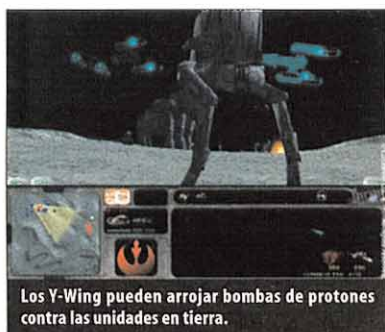 Los Y-Wing pueden arrojar bombas de protones
contra las unidades en tierra.